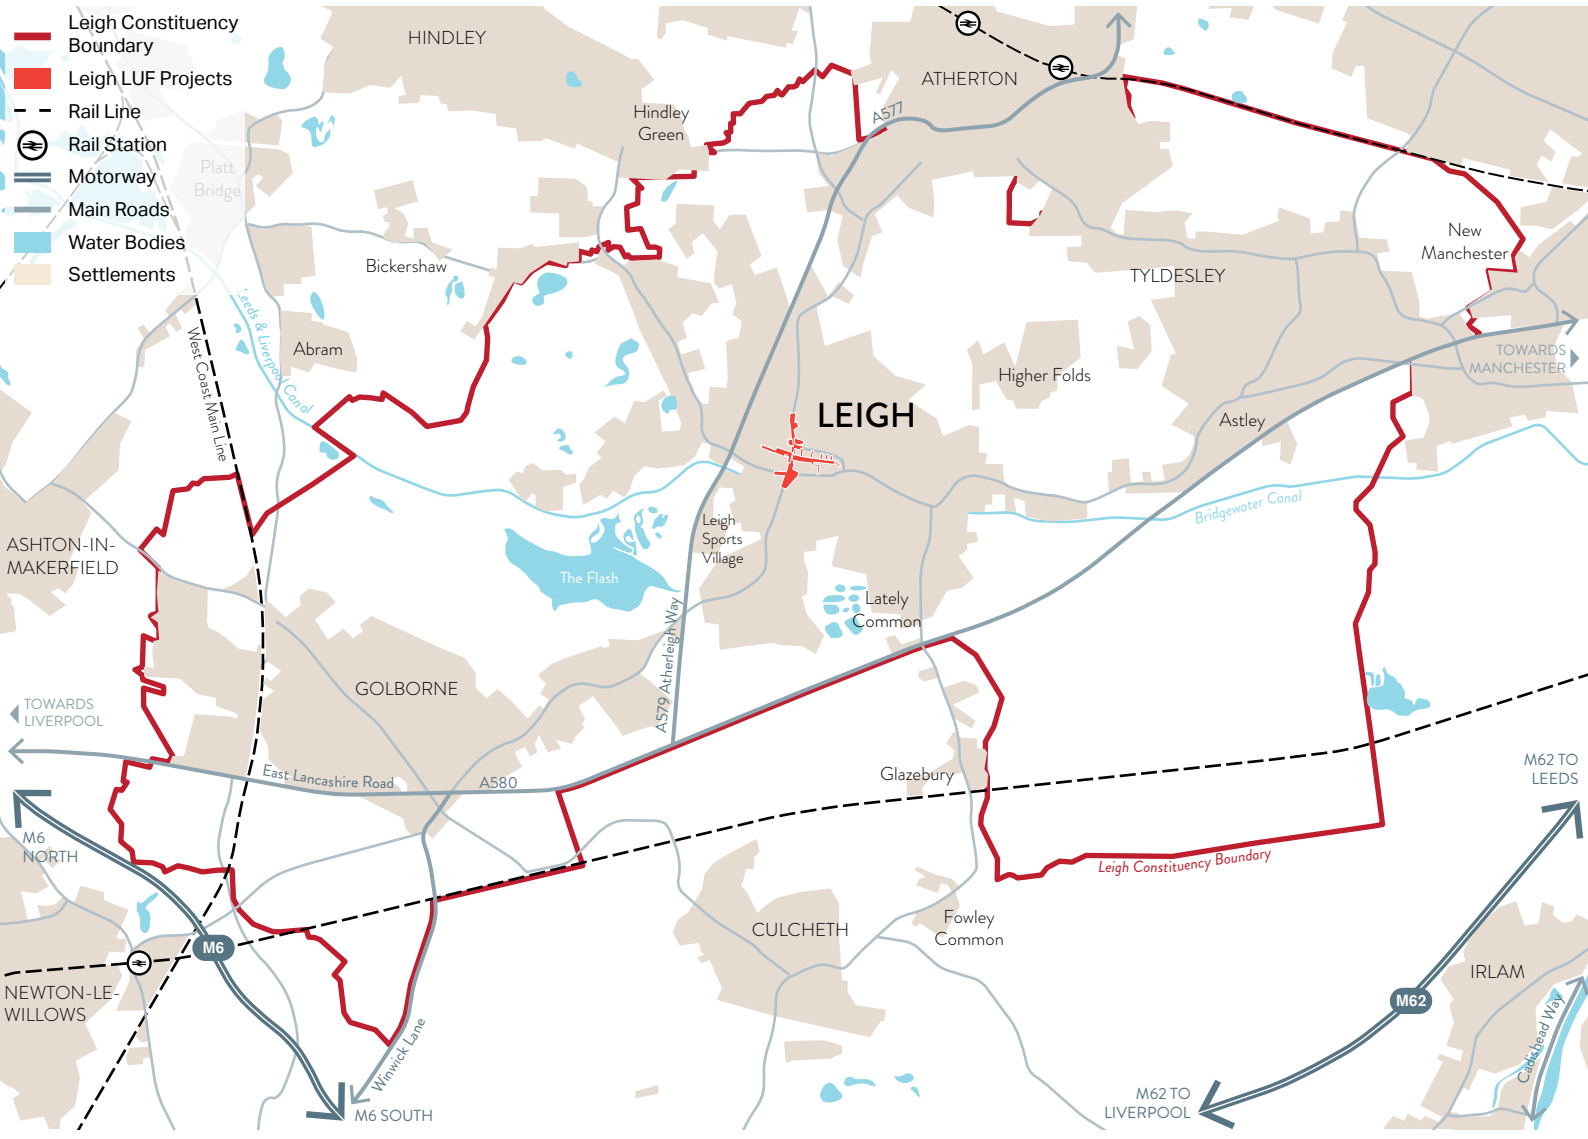 Leigh Constituency
Boundary
Leigh LUF Projects
Rail Line
Rail Station
Motorway
Main Roads
Water Bodies
Settlements
HINDLEY
Hindley
Green
ATHERTON
A577
Platt
Bridge
Bickershaw
Abram
Leeds & Liverpool Canal
West Coast Main Line
New
Manchester
TYLDESLEY
TOWARDS
MANCHESTER
Higher Folds
LEIGH
Astley
Bridgewater Canal
Leigh
Sports
Village
ASHTON-IN-
MAKERFIELD
The Flash
Lately
Common
A579 Atherleigh Way
GOLBORNE
TOWARDS
LIVERPOOL
East Lancashire Road
A580
Glazebury
M62 TO
LEEDS
M6
NORTH
Leigh Constituency Boundary
CULCHETH
Fowley
Common
M6
NEWTON-LE-
WILLOWS
IRLAM
M62
Cadishead Way
Winwick Lane
M6 SOUTH
M62 TO
LIVERPOOL